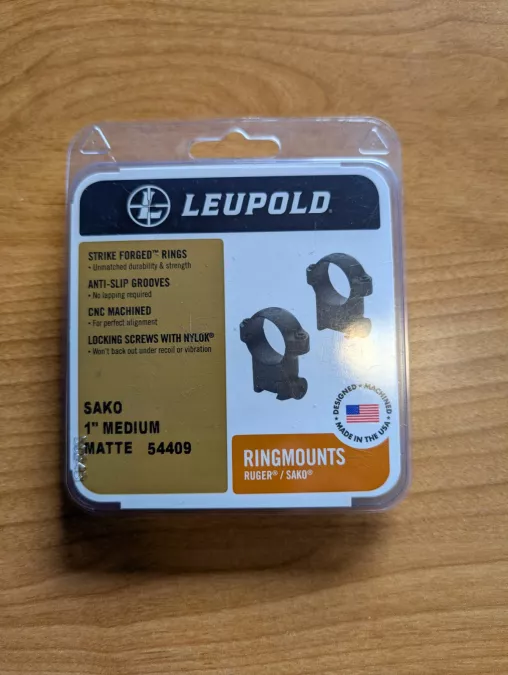 LEUPOLD
STRIKE FORGED™ RINGS
• Unmatched durability & strength
ANTI-SLIP GROOVES
• No lapping required
CNC MACHINED
• For perfect alignment
LOCKING SCREWS WITH NYLOK®
• Won't back out under recoil or vibration
SAKO
1" MEDIUM
MATTE 54409
DESIGNED • MACHINED
• MADE IN THE USA •
RINGMOUNTS
RUGER® / SAKO®